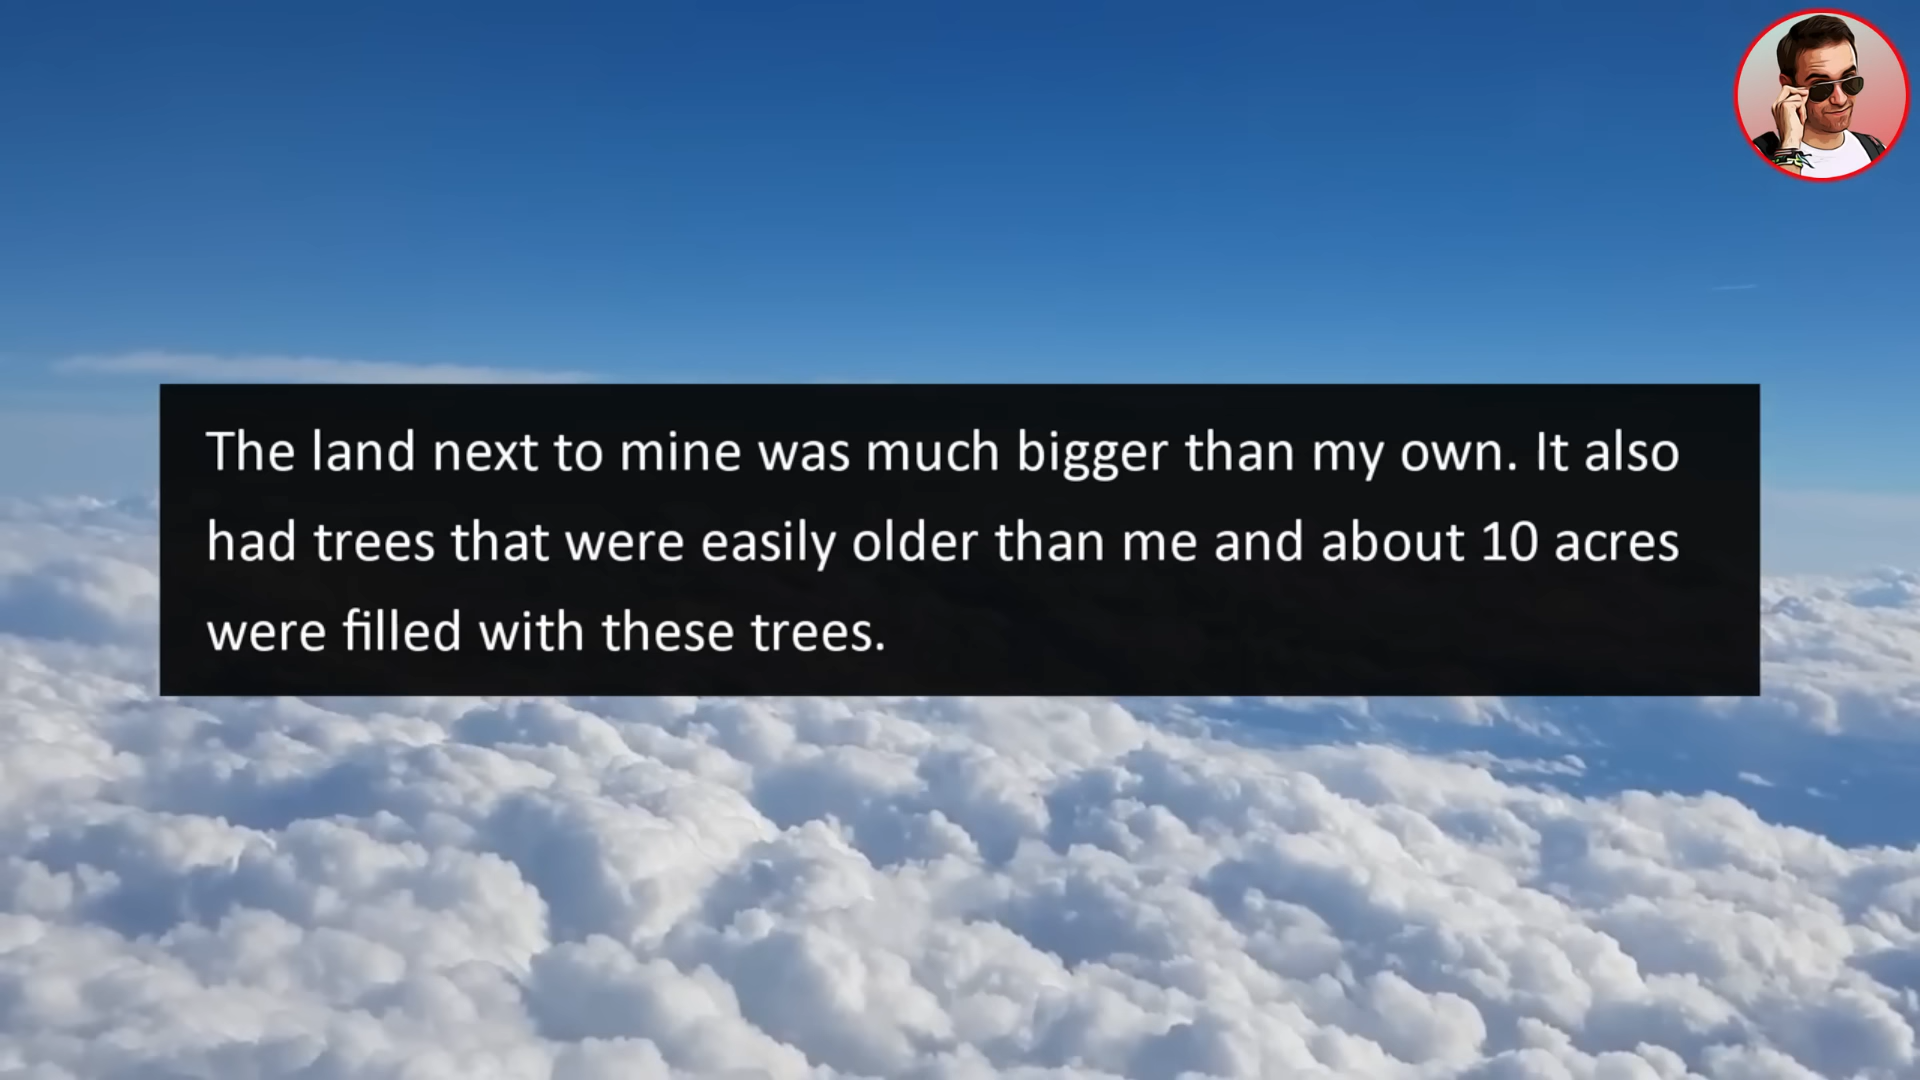 The land next to mine was much bigger than my own. It also
had trees that were easily older than me and about 10 acres
were filled with these trees.